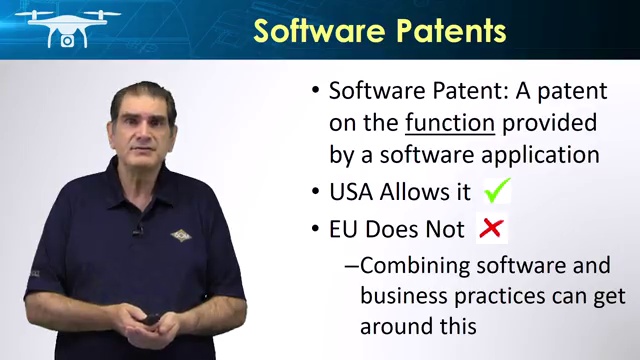 Software Patents
• Software Patent: A patent
on the function provided
by a software application
• USA Allows it
• EU Does Not
–Combining software and
business practices can get
around this